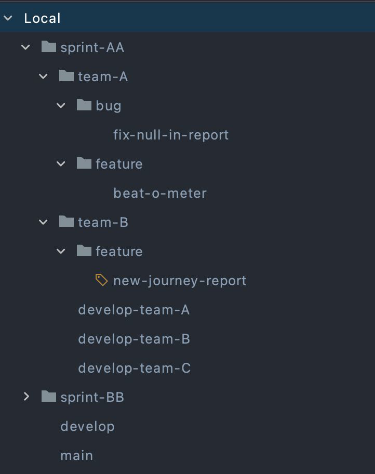 Local
sprint-AA
team-A
bug
fix-null-in-report
feature
beat-o-meter
team-B
feature
new-journey-report
develop-team-A
develop-team-B
develop-team-C
sprint-BB
develop
main